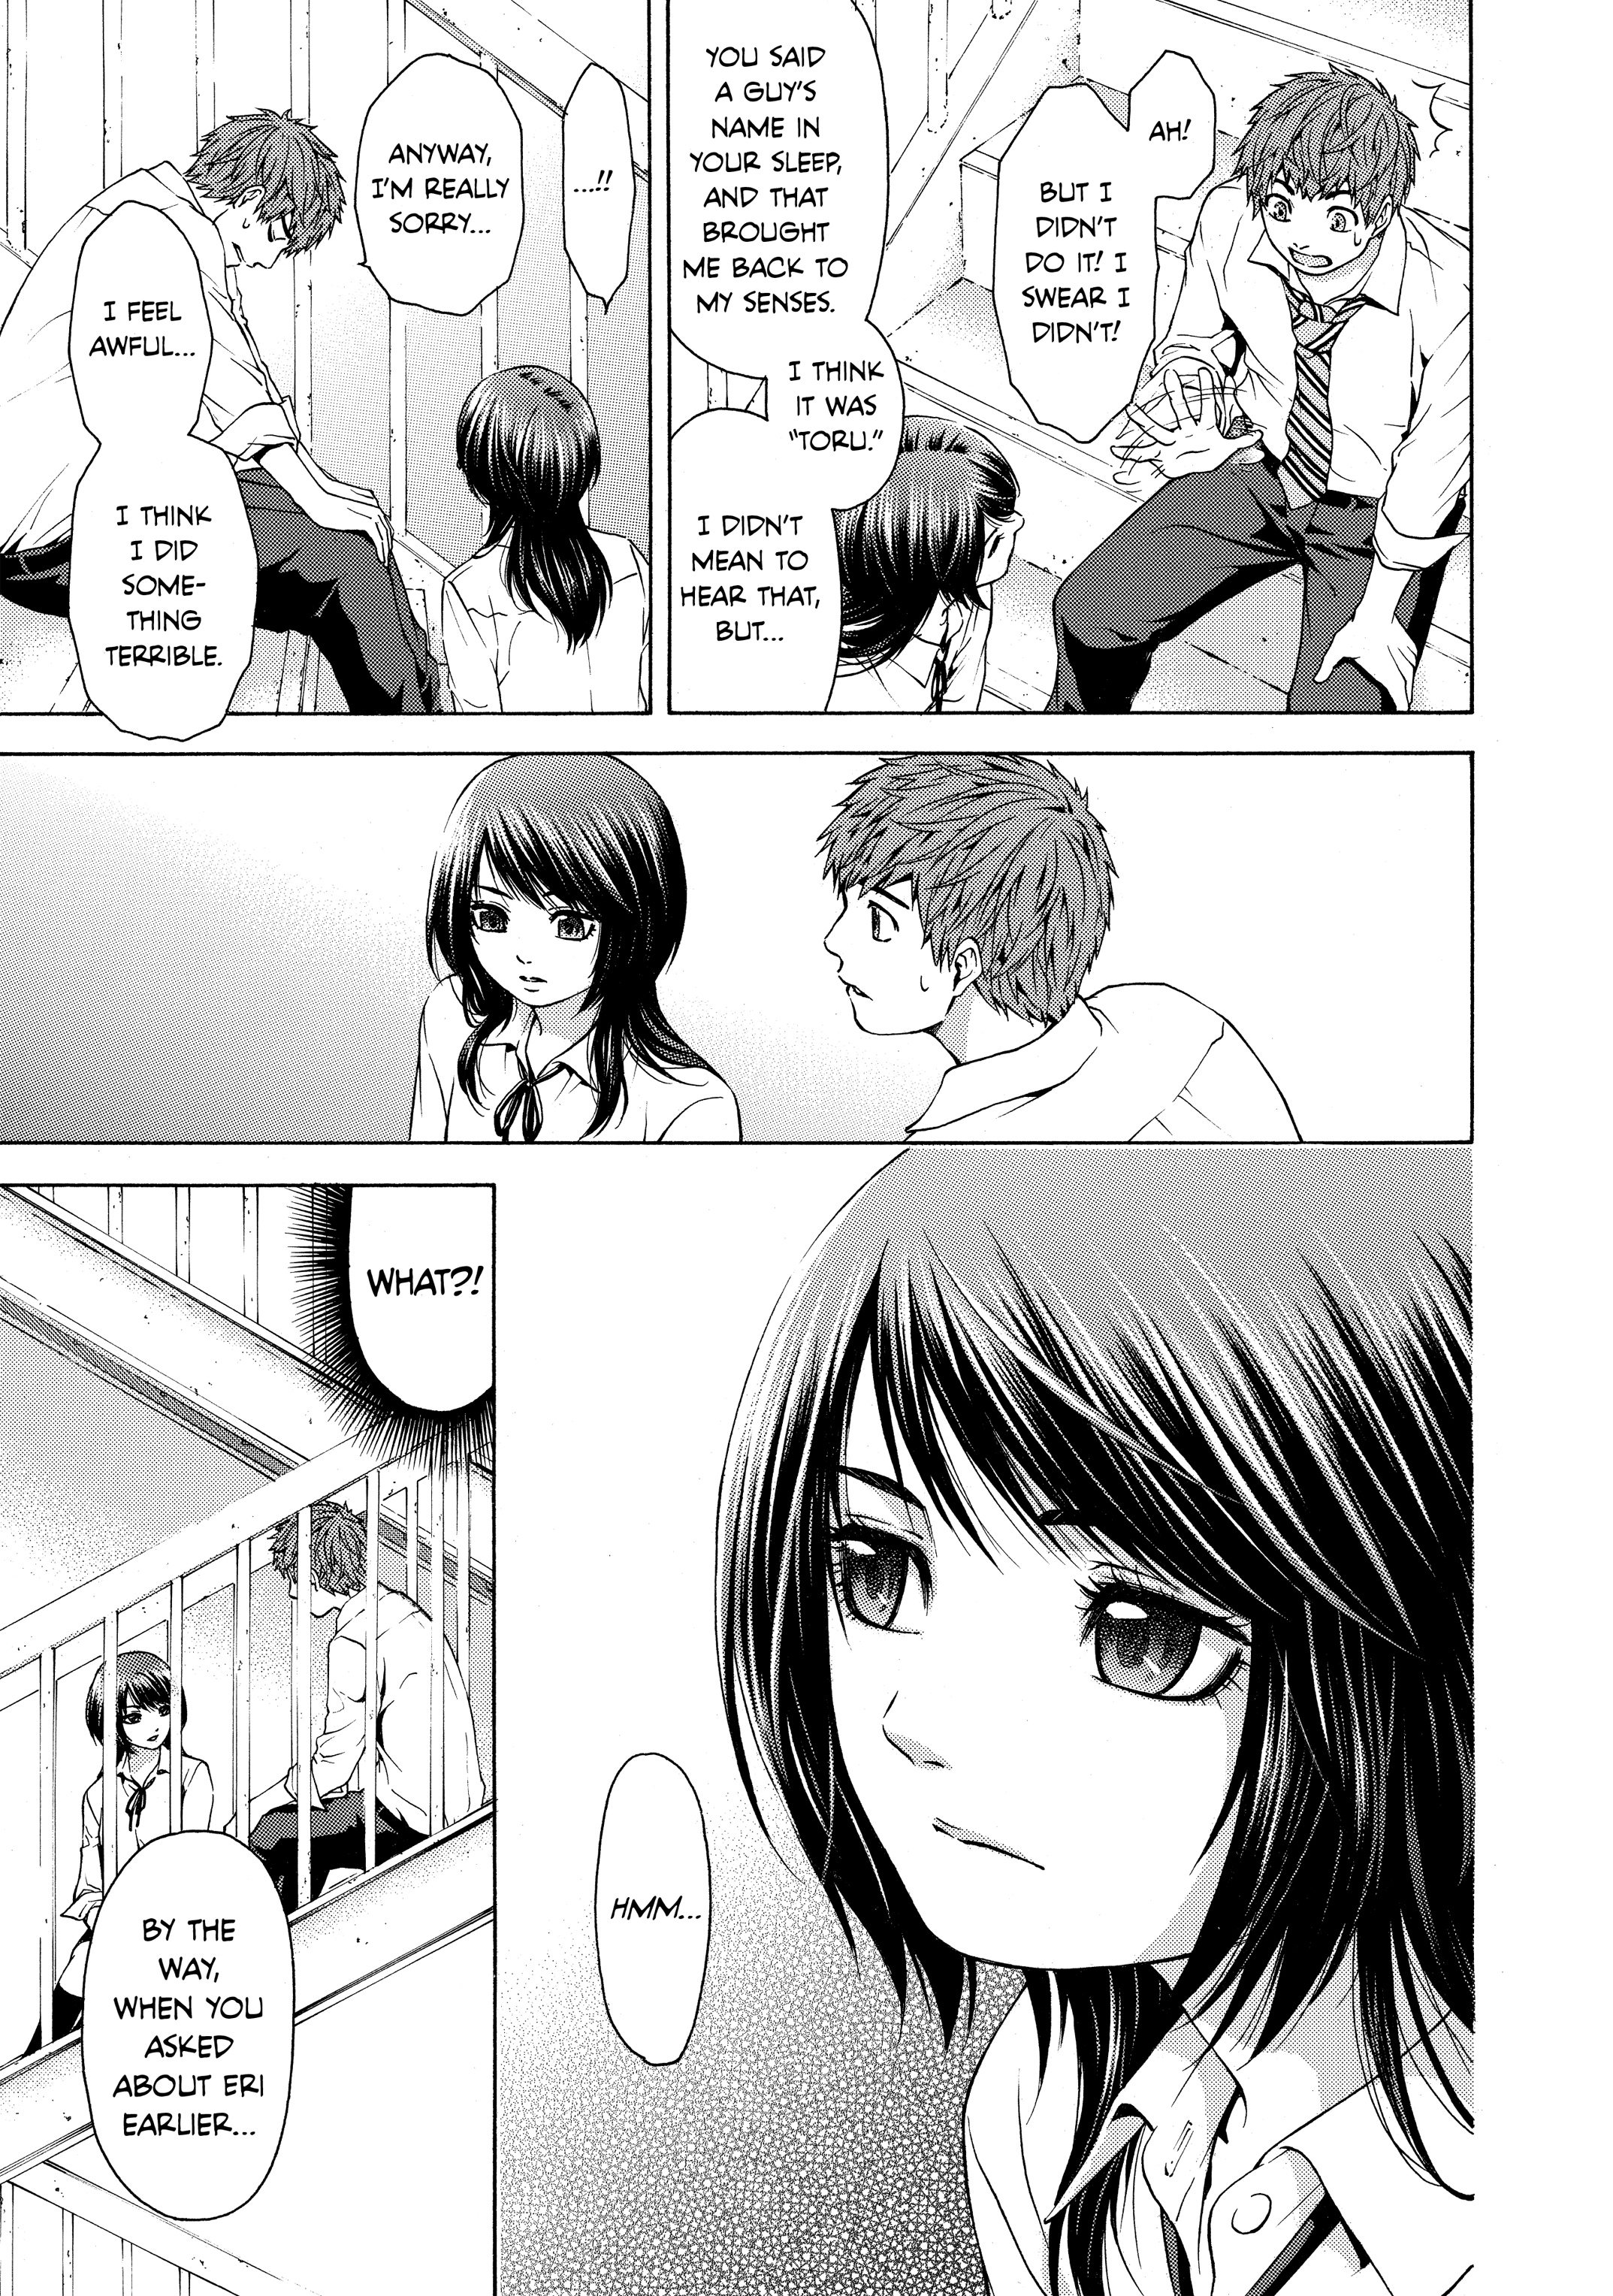 AH!
BUT I
DIDN'T
DO IT! I
SWEAR I
DIDN'T!
YOU SAID
A GUY'S
NAME IN
YOUR SLEEP,
AND THAT
BROUGHT
ME BACK TO
MY SENSES.
I THINK
IT WAS
"TORU."
I DIDN'T
MEAN TO
HEAR THAT,
BUT...
...!!
ANYWAY,
I'M REALLY
SORRY...
I FEEL
AWFUL...
I THINK
I DID
SOME-
THING
TERRIBLE.
HMM...
WHAT?!
BY THE
WAY,
WHEN YOU
ASKED
ABOUT ERI
EARLIER...